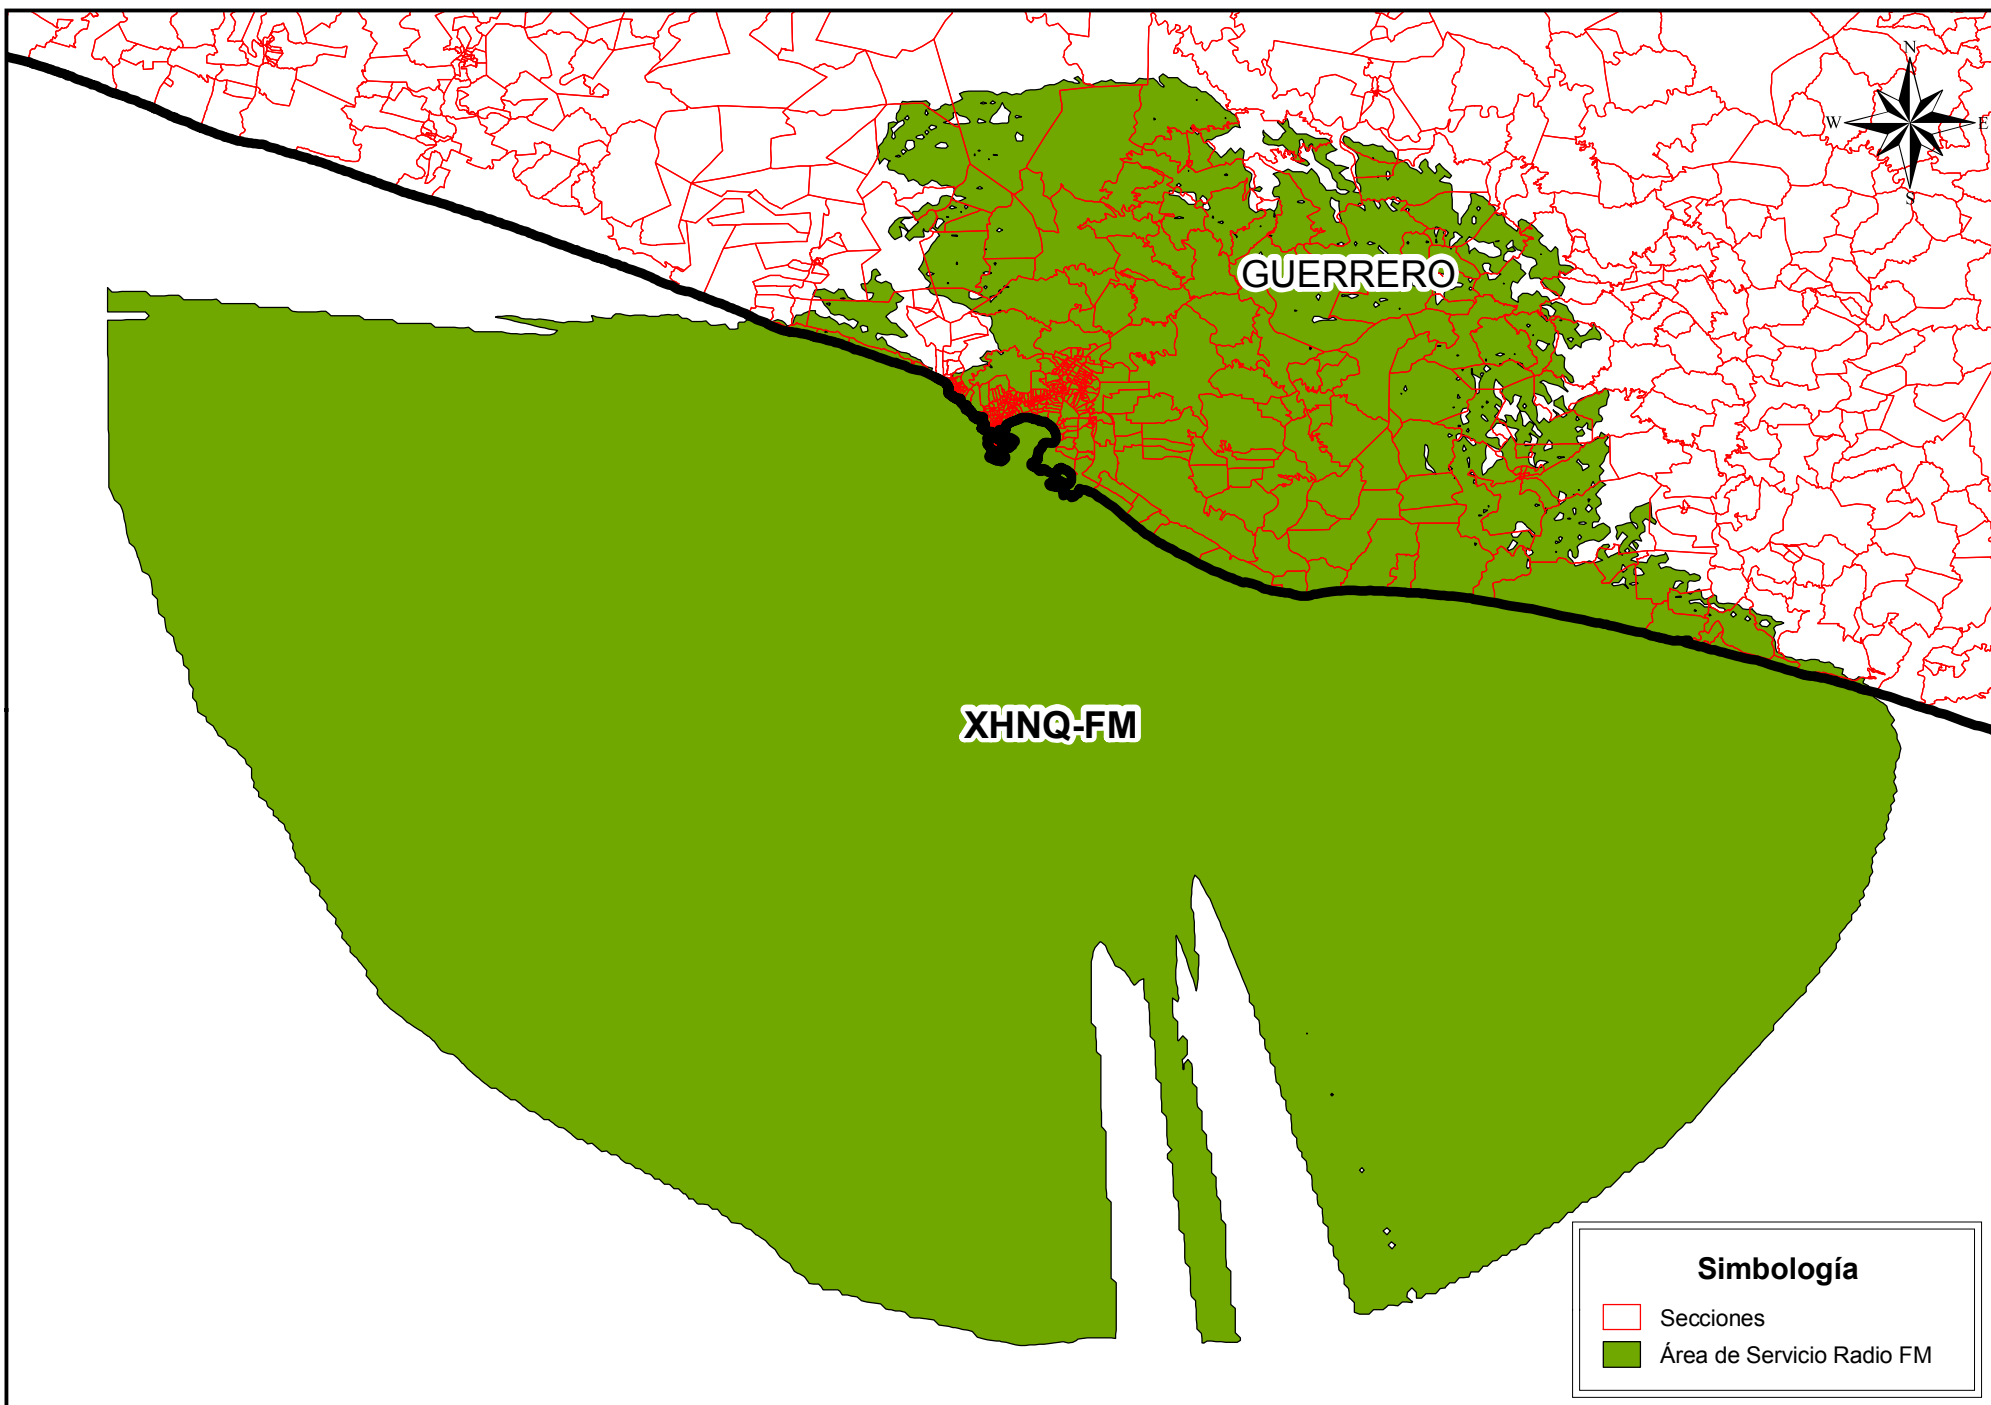 N
W E
S
GUERRERO
XHNQ-FM
Simbología
Secciones
Área de Servicio Radio FM